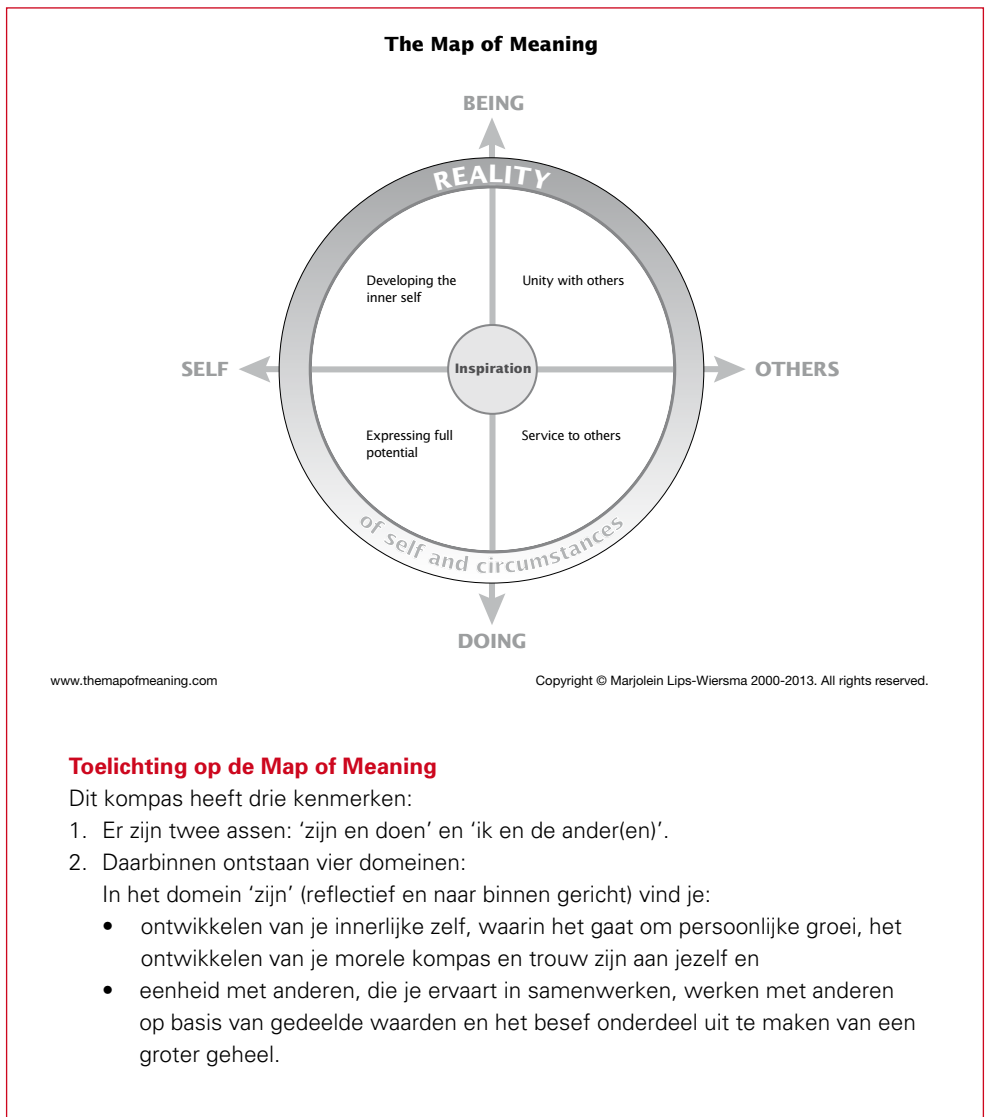 The Map of Meaning
BEING
REALITY
Developing the
inner self
Unity with others
SELF
Inspiration
OTHERS
Expressing full
potential
Service to others
of self and circumstances
DOING
www.themapofmeaning.com
Copyright © Marjolein Lips-Wiersma 2000-2013. All rights reserved.
Toelichting op de Map of Meaning
Dit kompas heeft drie kenmerken:
1. Er zijn twee assen: ‘zijn en doen’ en ‘ik en de ander(en)’.
2. Daarbinnen ontstaan vier domeinen:
In het domein ‘zijn’ (reflectief en naar binnen gericht) vind je:
• ontwikkelen van je innerlijke zelf, waarin het gaat om persoonlijke groei, het
ontwikkelen van je morele kompas en trouw zijn aan jezelf en
• eenheid met anderen, die je ervaart in samenwerken, werken met anderen
op basis van gedeelde waarden en het besef onderdeel uit te maken van een
groter geheel.